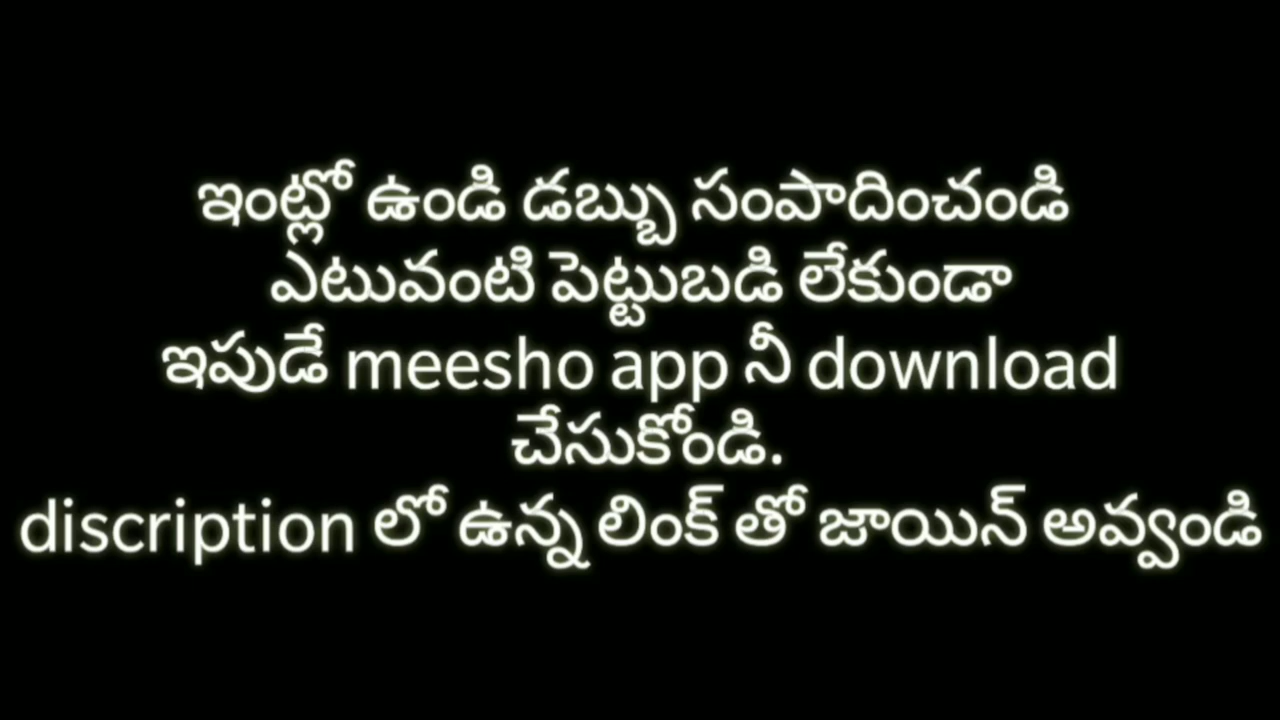 ఇంట్లో ఉండి డబ్బు సంపాదించండి
ఎటువంటి పెట్టుబడి లేకుండా
ఇపుడే meesho app నీ download
చేసుకోండి.
discription లో ఉన్న లింక్ తో జాయిన్ అవ్వండి